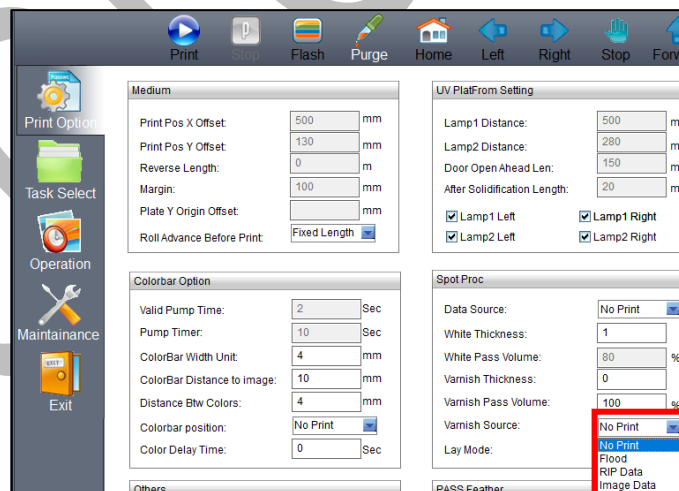 Print Stop Flash Purge Home Left Right Stop
Print Option
Task Select
Operation
Maintainance
EXIT
Exit
Medium
Print Pos X Offset: 500 mm
Print Pos Y Offset: 130 mm
Reverse Length: 0 m
Margin: 100 mm
Plate Y Origin Offset: mm
Roll Advance Before Print: Fixed Length
UV PlatFrom Setting
Lamp1 Distance: 500
Lamp2 Distance: 280
Door Open Ahead Len: 150
After Solidification Length: 20
Lamp1 Left Lamp1 Right
Lamp2 Left Lamp2 Right
Colorbar Option
Valid Pump Time: 2 Sec
Pump Timer: 10 Sec
ColorBar Width Unit: 4 mm
ColorBar Distance to image: 10 mm
Distance Btw Colors: 4 mm
Colorbar position: No Print
Color Delay Time: 0 Sec
Spot Proc
Data Source: No Print
White Thickness: 1
White Pass Volume: 80 %
Varnish Thickness: 0
Varnish Pass Volume: 100 %
Varnish Source: No Print
No Print
Flood
RIP Data
Image Data
Lay Mode:
Others
PASS Feather